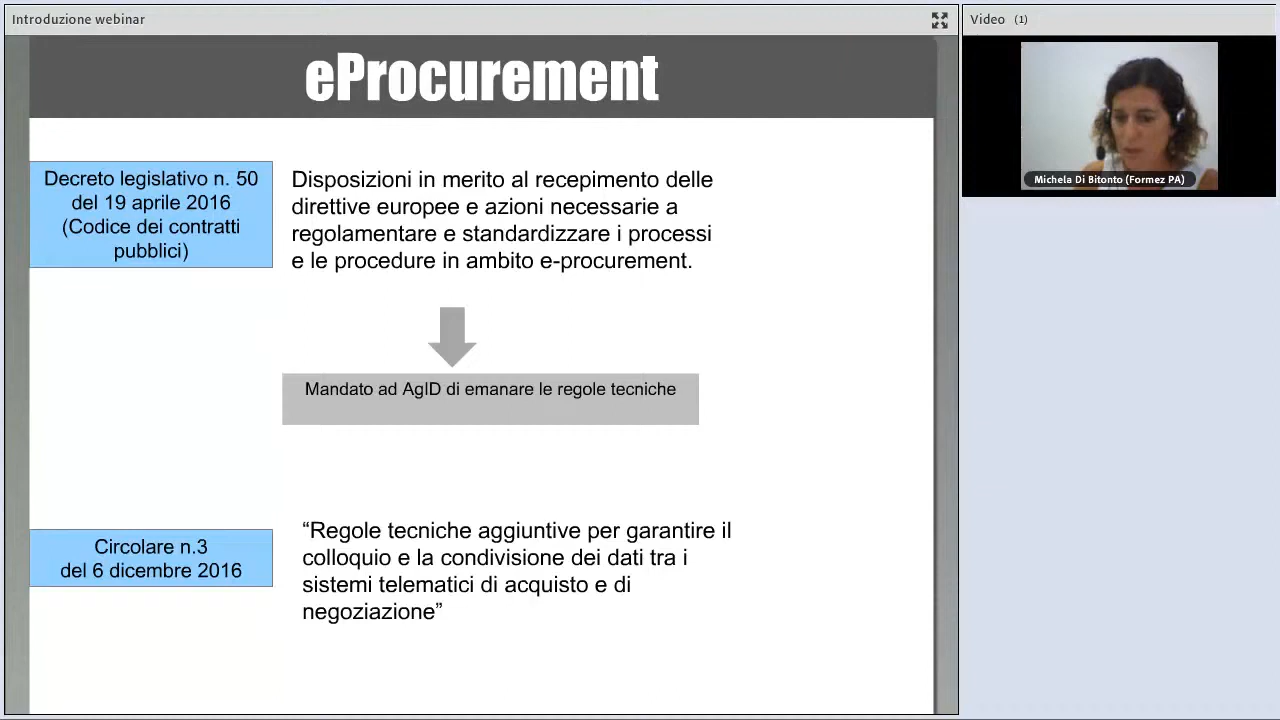 Introduzione webinar
Video (1)
eProcurement
Decreto legislativo n. 50
del 19 aprile 2016
(Codice dei contratti
pubblici)
Disposizioni in merito al recepimento delle
direttive europee e azioni necessarie a
regolamentare e standardizzare i processi
e le procedure in ambito e-procurement.
Mandato ad AgID di emanare le regole tecniche
Circolare n.3
del 6 dicembre 2016
“Regole tecniche aggiuntive per garantire il
colloquio e la condivisione dei dati tra i
sistemi telematici di acquisto e di
negoziazione”
Michela Di Bitonto (Formez PA)